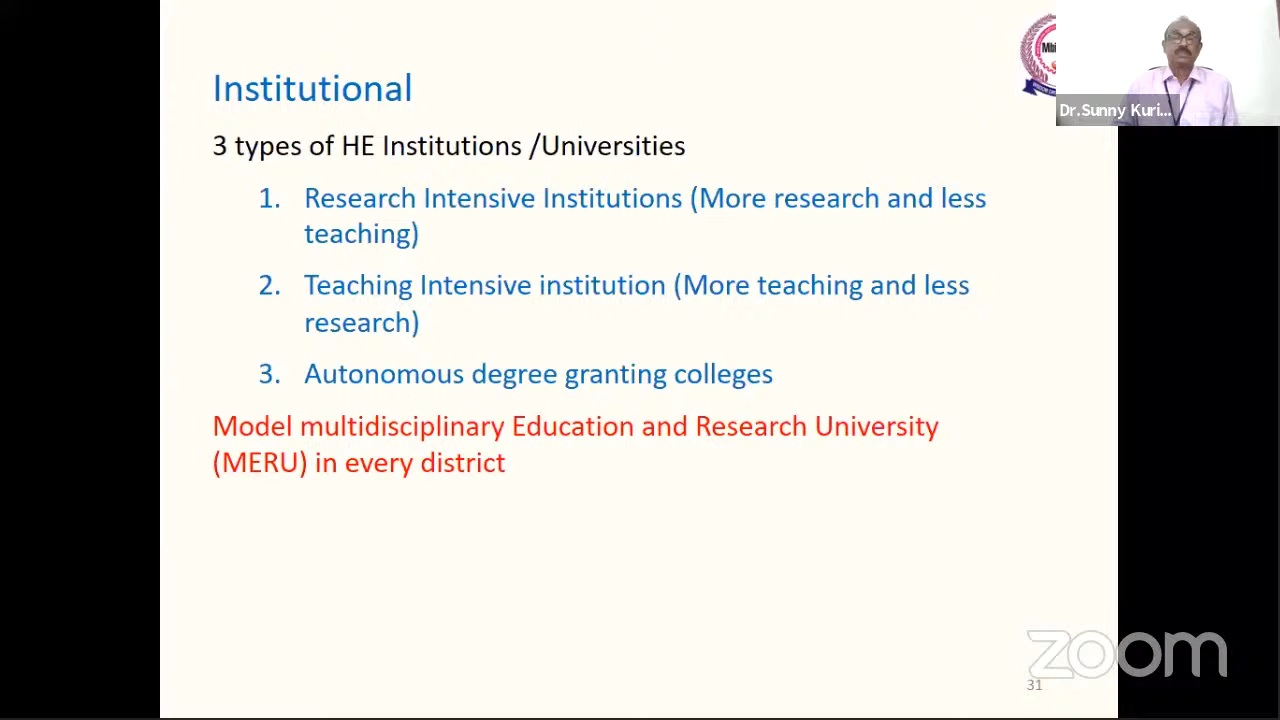 Institutional
3 types of HE Institutions /Universities
1. Research Intensive Institutions (More research and less
teaching)
2. Teaching Intensive institution (More teaching and less
research)
3. Autonomous degree granting colleges
Model multidisciplinary Education and Research University
(MERU) in every district
Dr.Sunny Kuri...
zoom
31